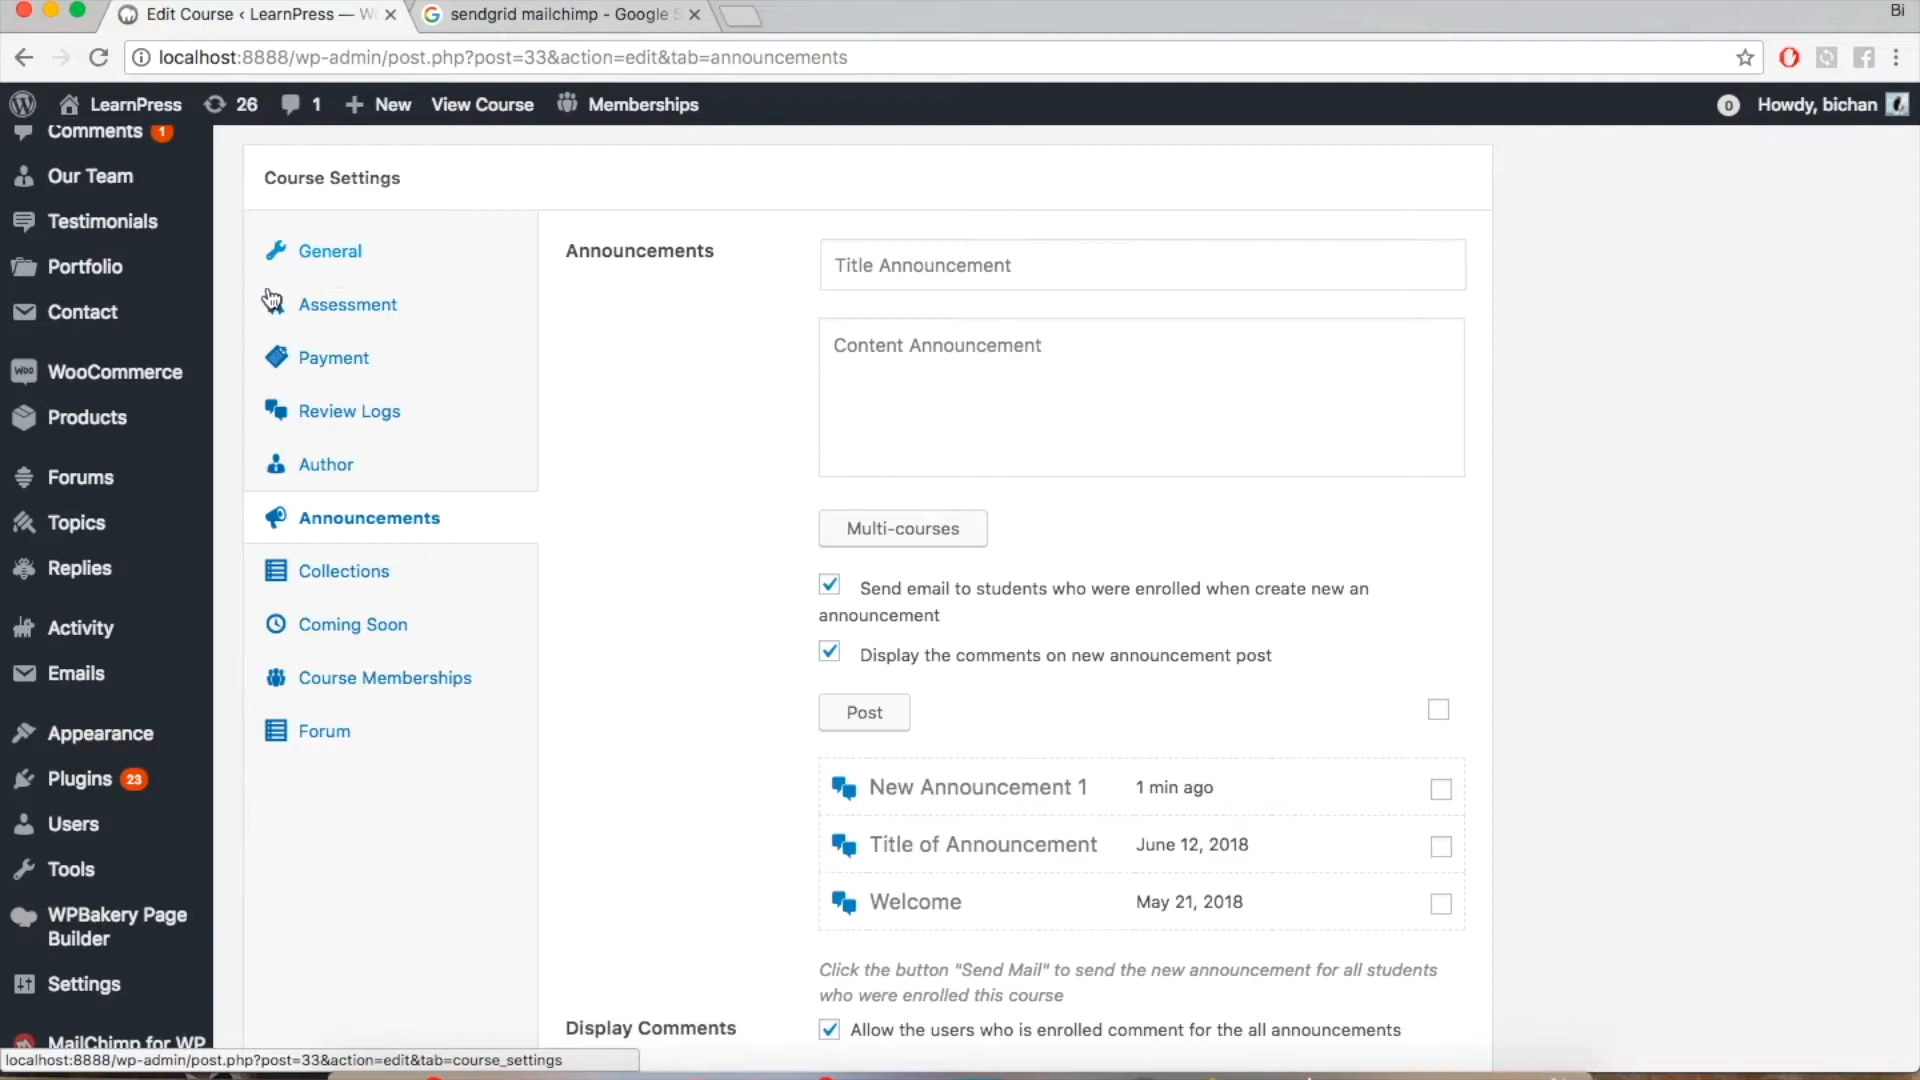 Edit Course ‹ LearnPress — W
sendgrid mailchimp - Google S
Bi
localhost:8888/wp-admin/post.php?post=33&action=edit&tab=announcements
LearnPress
26
1
New
View Course
Memberships
0
Howdy, bichan
Comments 1
Our Team
Testimonials
Portfolio
Contact
WooCommerce
Products
Forums
Topics
Replies
Activity
Emails
Appearance
Plugins 23
Users
Tools
WPBakery Page
Builder
Settings
MailChimp for WP
Course Settings
General
Assessment
Payment
Review Logs
Author
Announcements
Collections
Coming Soon
Course Memberships
Forum
Announcements
Title Announcement
Content Announcement
Multi-courses
Send email to students who were enrolled when create new an
announcement
Display the comments on new announcement post
Post
New Announcement 1 1 min ago
Title of Announcement June 12, 2018
Welcome May 21, 2018
Click the button "Send Mail" to send the new announcement for all students
who were enrolled this course
Display Comments
Allow the users who is enrolled comment for the all announcements
localhost:8888/wp-admin/post.php?post=33&action=edit&tab=course_settings